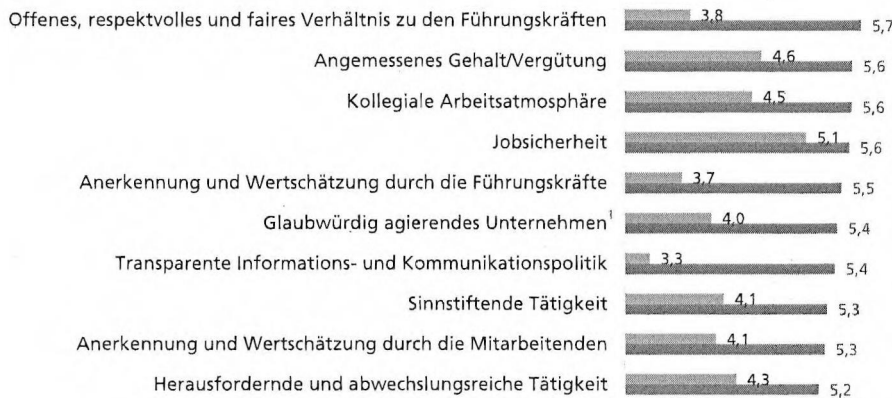 Offenes, respektvolles und faires Verhältnis zu den Führungskräften 3,8 5,7
Angemessenes Gehalt/Vergütung 4,6 5,6
Kollegiale Arbeitsatmosphäre 4,5 5,6
Jobsicherheit 5,1 5,6
Anerkennung und Wertschätzung durch die Führungskräfte 3,7 5,5
Glaubwürdig agierendes Unternehmen¹ 4,0 5,4
Transparente Informations- und Kommunikationspolitik 3,3 5,4
Sinnstiftende Tätigkeit 4,1 5,3
Anerkennung und Wertschätzung durch die Mitarbeitenden 4,1 5,3
Herausfordernde und abwechslungsreiche Tätigkeit 4,3 5,2